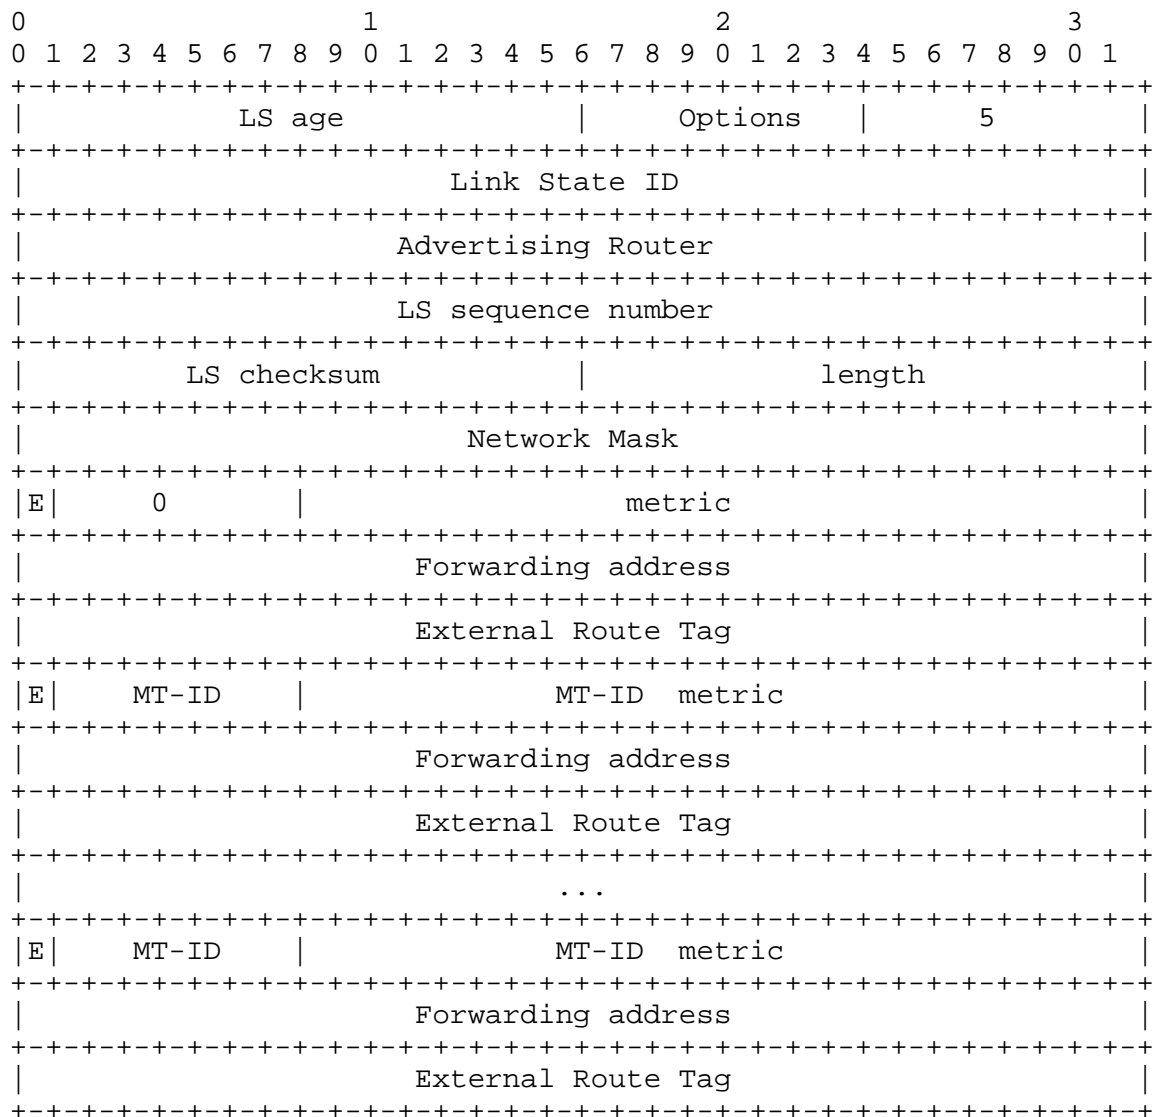 0                   1                   2                   3
0 1 2 3 4 5 6 7 8 9 0 1 2 3 4 5 6 7 8 9 0 1 2 3 4 5 6 7 8 9 0 1
+-+-+-+-+-+-+-+-+-+-+-+-+-+-+-+-+-+-+-+-+-+-+-+-+-+-+-+-+-+-+-+-+
|            LS age             |     Options   |      5        |
+-+-+-+-+-+-+-+-+-+-+-+-+-+-+-+-+-+-+-+-+-+-+-+-+-+-+-+-+-+-+-+-+
|                        Link State ID                          |
+-+-+-+-+-+-+-+-+-+-+-+-+-+-+-+-+-+-+-+-+-+-+-+-+-+-+-+-+-+-+-+-+
|                     Advertising Router                        |
+-+-+-+-+-+-+-+-+-+-+-+-+-+-+-+-+-+-+-+-+-+-+-+-+-+-+-+-+-+-+-+-+
|                     LS sequence number                        |
+-+-+-+-+-+-+-+-+-+-+-+-+-+-+-+-+-+-+-+-+-+-+-+-+-+-+-+-+-+-+-+-+
|         LS checksum           |             length            |
+-+-+-+-+-+-+-+-+-+-+-+-+-+-+-+-+-+-+-+-+-+-+-+-+-+-+-+-+-+-+-+-+
|                         Network Mask                          |
+-+-+-+-+-+-+-+-+-+-+-+-+-+-+-+-+-+-+-+-+-+-+-+-+-+-+-+-+-+-+-+-+
|E|     0       |                  metric                       |
+-+-+-+-+-+-+-+-+-+-+-+-+-+-+-+-+-+-+-+-+-+-+-+-+-+-+-+-+-+-+-+-+
|                      Forwarding address                       |
+-+-+-+-+-+-+-+-+-+-+-+-+-+-+-+-+-+-+-+-+-+-+-+-+-+-+-+-+-+-+-+-+
|                      External Route Tag                       |
+-+-+-+-+-+-+-+-+-+-+-+-+-+-+-+-+-+-+-+-+-+-+-+-+-+-+-+-+-+-+-+-+
|E|    MT-ID    |              MT-ID  metric                    |
+-+-+-+-+-+-+-+-+-+-+-+-+-+-+-+-+-+-+-+-+-+-+-+-+-+-+-+-+-+-+-+-+
|                      Forwarding address                       |
+-+-+-+-+-+-+-+-+-+-+-+-+-+-+-+-+-+-+-+-+-+-+-+-+-+-+-+-+-+-+-+-+
|                      External Route Tag                       |
+-+-+-+-+-+-+-+-+-+-+-+-+-+-+-+-+-+-+-+-+-+-+-+-+-+-+-+-+-+-+-+-+
|                              ...                              |
+-+-+-+-+-+-+-+-+-+-+-+-+-+-+-+-+-+-+-+-+-+-+-+-+-+-+-+-+-+-+-+-+
|E|    MT-ID    |              MT-ID  metric                    |
+-+-+-+-+-+-+-+-+-+-+-+-+-+-+-+-+-+-+-+-+-+-+-+-+-+-+-+-+-+-+-+-+
|                      Forwarding address                       |
+-+-+-+-+-+-+-+-+-+-+-+-+-+-+-+-+-+-+-+-+-+-+-+-+-+-+-+-+-+-+-+-+
|                      External Route Tag                       |
+-+-+-+-+-+-+-+-+-+-+-+-+-+-+-+-+-+-+-+-+-+-+-+-+-+-+-+-+-+-+-+-+